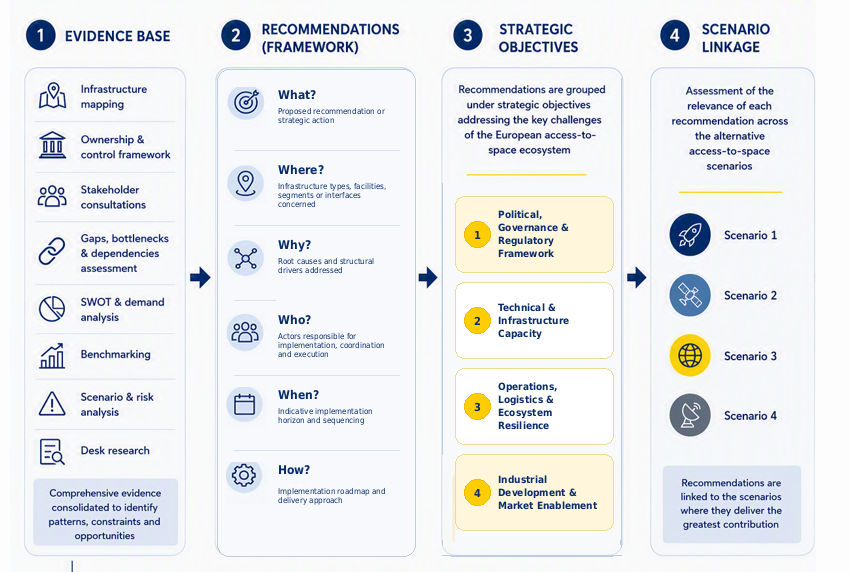 1 EVIDENCE BASE
Infrastructure
mapping
Ownership &
control framework
Stakeholder
consultations
Gaps, bottlenecks
& dependencies
assessment
SWOT & demand
analysis
Benchmarking
Scenario & risk
analysis
Desk research
Comprehensive evidence
consolidated to identify
patterns, constraints and
opportunities
2 RECOMMENDATIONS
(FRAMEWORK)
What?
Proposed recommendation or
strategic action
Where?
Infrastructure types, facilities,
segments or interfaces
concerned
Why?
Root causes and structural
drivers addressed
Who?
Actors responsible for
implementation, coordination
and execution
When?
Indicative implementation
horizon and sequencing
How?
Implementation roadmap and
delivery approach
3 STRATEGIC
OBJECTIVES
Recommendations are grouped
under strategic objectives
addressing the key challenges
of the European access-to-
space ecosystem
1 Political,
Governance &
Regulatory
Framework
2 Technical &
Infrastructure
Capacity
3 Operations,
Logistics &
Ecosystem
Resilience
4 Industrial
Development &
Market Enablement
4 SCENARIO
LINKAGE
Assessment of the
relevance of each
recommendation across
the alternative
access-to-space
scenarios
Scenario 1
Scenario 2
Scenario 3
Scenario 4
Recommendations are
linked to the scenarios
where they deliver the
greatest contribution